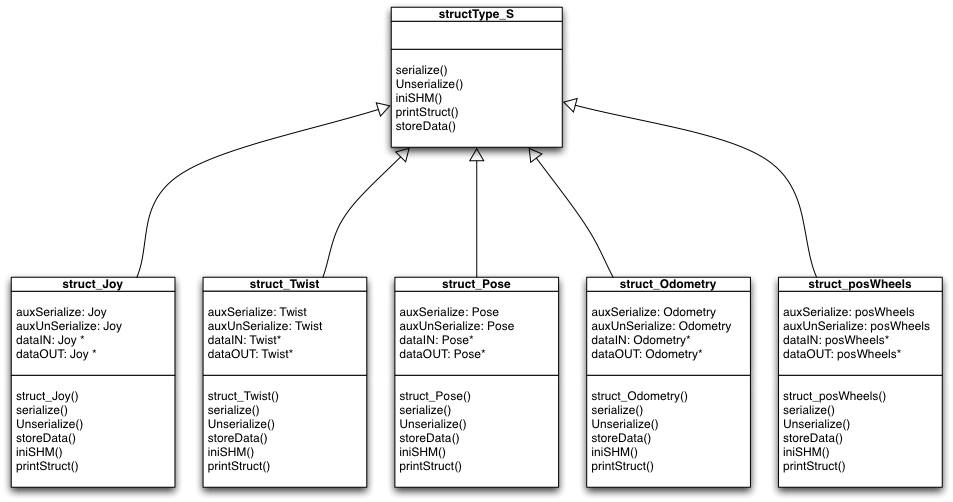 structType_S
serialize()
Unserialize()
iniSHM()
printStruct()
storeData()
struct_Joy
auxSerialize: Joy
auxUnSerialize: Joy
dataIN: Joy *
dataOUT: Joy *
struct_Joy()
serialize()
Unserialize()
storeData()
iniSHM()
printStruct()
struct_Twist
auxSerialize: Twist
auxUnSerialize: Twist
dataIN: Twist*
dataOUT: Twist*
struct_Twist()
serialize()
Unserialize()
storeData()
iniSHM()
printStruct()
struct_Pose
auxSerialize: Pose
auxUnSerialize: Pose
dataIN: Pose*
dataOUT: Pose*
struct_Pose()
serialize()
Unserialize()
storeData()
iniSHM()
printStruct()
struct_Odometry
auxSerialize: Odometry
auxUnSerialize: Odometry
dataIN: Odometry*
dataOUT: Odometry*
struct_Odometry()
serialize()
Unserialize()
storeData()
iniSHM()
printStruct()
struct_posWheels
auxSerialize: posWheels
auxUnSerialize: posWheels
dataIN: posWheels*
dataOUT: posWheels*
struct_posWheels()
serialize()
Unserialize()
storeData()
iniSHM()
printStruct()